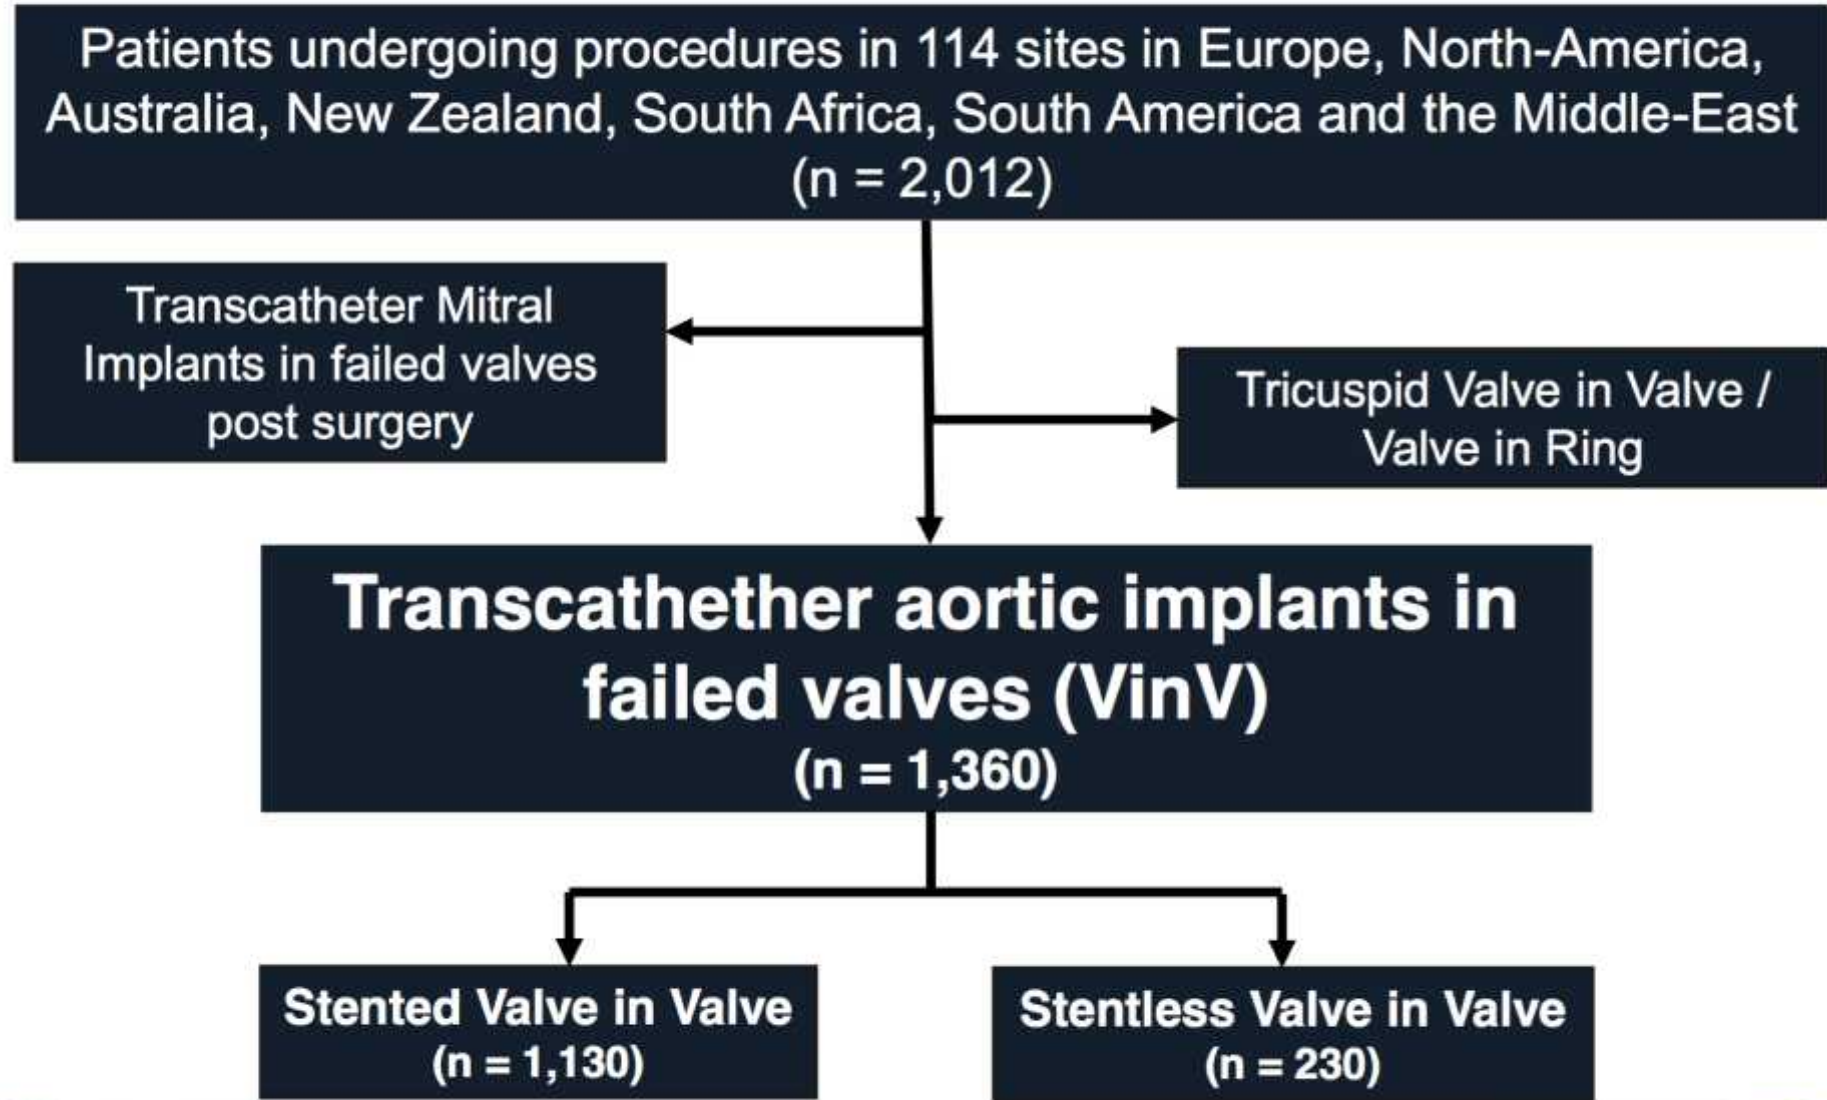 Patients undergoing procedures in 114 sites in Europe, North-America,
Australia, New Zealand, South Africa, South America and the Middle-East
(n = 2,012)
Transcatheter Mitral
Implants in failed valves
post surgery
Tricuspid Valve in Valve /
Valve in Ring
Transcathether aortic implants in
failed valves (VinV)
(n = 1,360)
Stented Valve in Valve
(n = 1,130)
Stentless Valve in Valve
(n = 230)